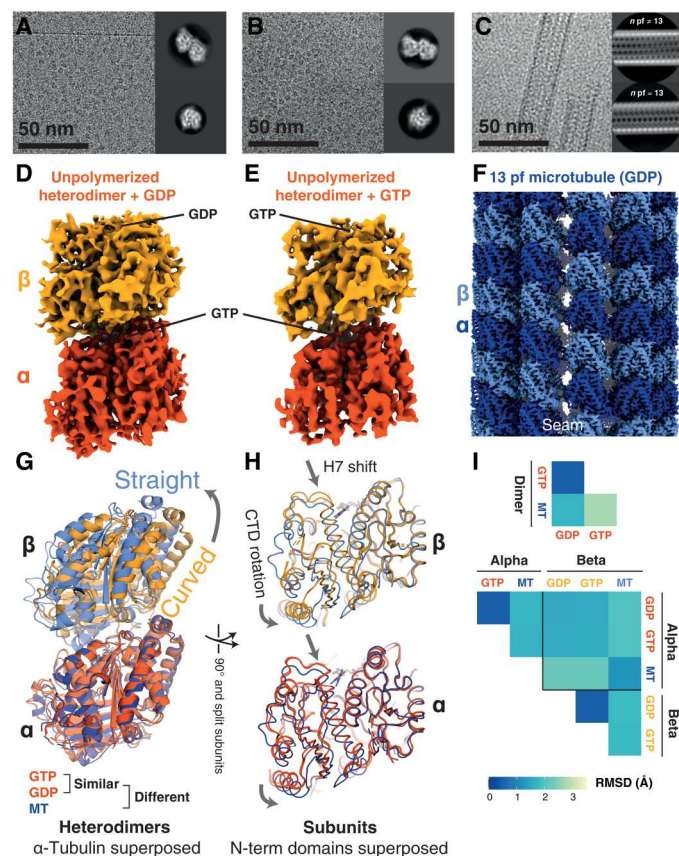 A
50 nm
B
50 nm
C
50 nm
n pf = 13
n pf = 13
D
Unpolymerized
heterodimer + GDP
GDP
E
Unpolymerized
heterodimer + GTP
GTP
F
13 pf microtubule (GDP)
β
GTP
α
β
α
Seam
G
Straight
β
Curved
α
90° and split subunits
GTP
GDP
MT
Similar
Different
Heterodimers
α-Tubulin superposed
H
H7 shift
CTD rotation
β
α
Subunits
N-term domains superposed
I
Dimer
GTP
MT
GDP GTP
Alpha Beta
GTP MT GDP GTP MT
GDP
GTP
MT
Alpha
GDP
GTP
Beta
RMSD (Å)
0 1 2 3